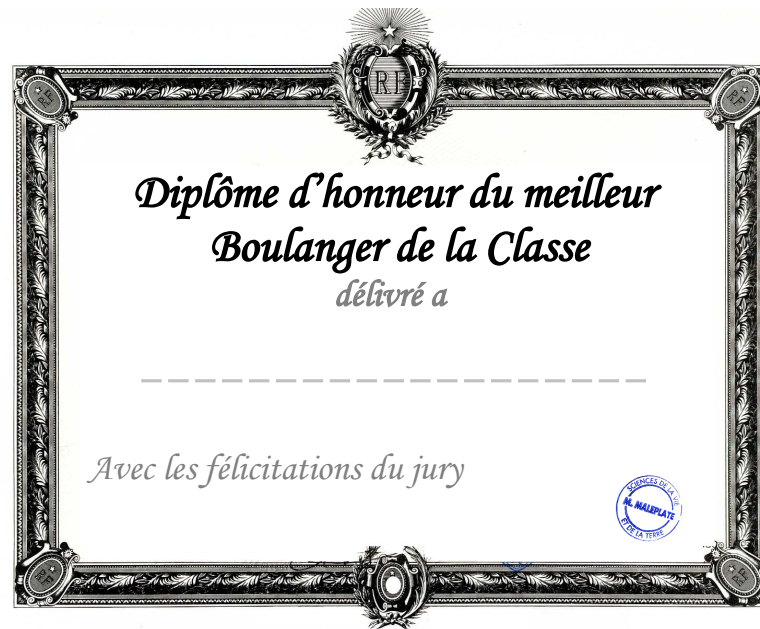 R F
Diplôme d'honneur du meilleur
Boulanger de la Classe
délivré a
Avec les félicitations du jury
SCIENCES DE LA VIE
M. MALEPLATE
ET DE LA TERRE